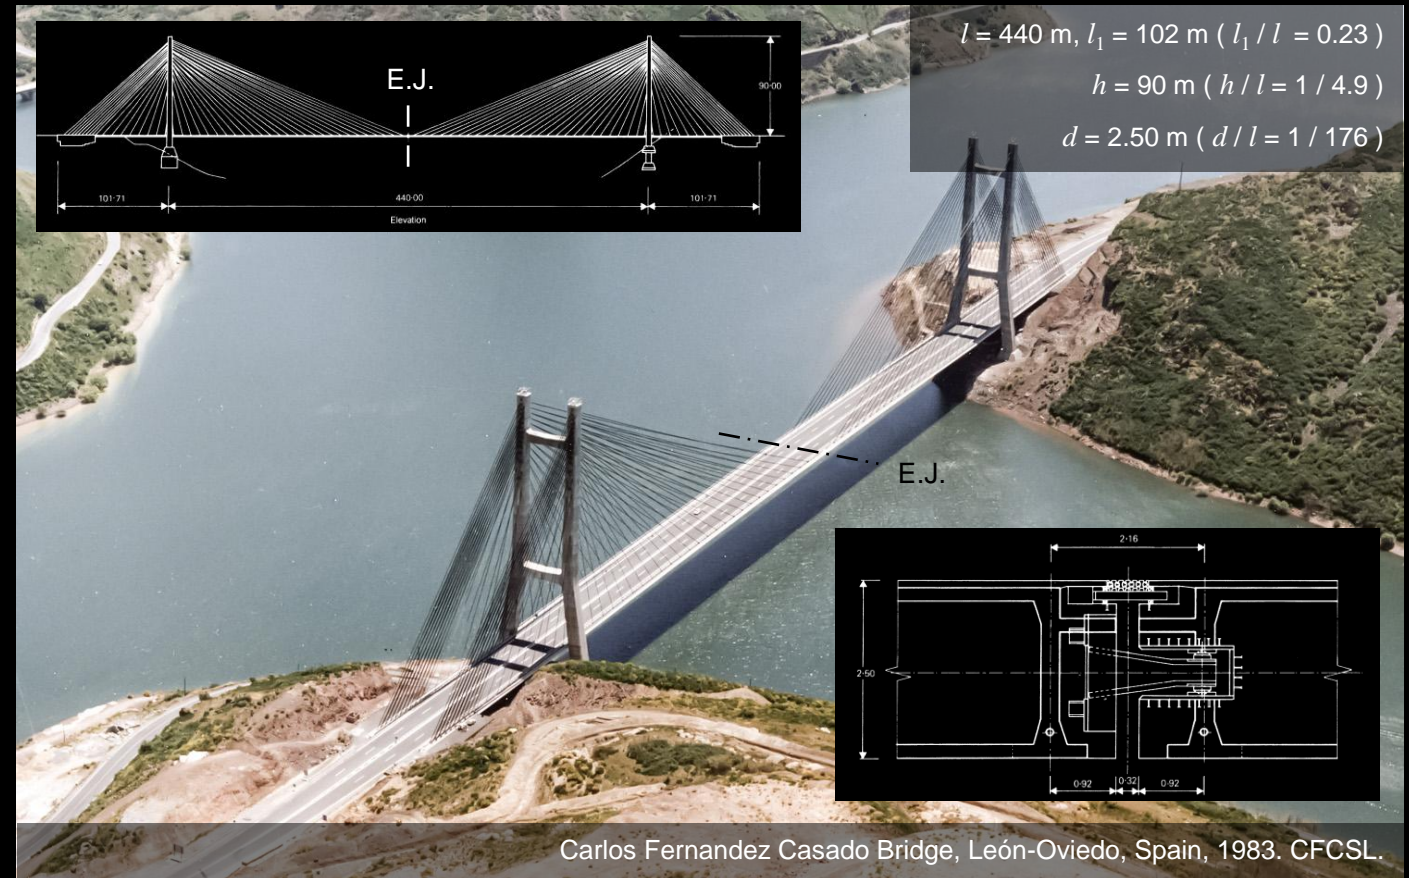 l = 440 m, l1 = 102 m ( l1 / l = 0.23 )
h = 90 m ( h / l = 1 / 4.9 )
d = 2.50 m ( d / l = 1 / 176 )
E.J.
90·00
101·71
440·00
101·71
Elevation
E.J.
2·16
2·50
0·92
0·32
0·92
Carlos Fernandez Casado Bridge, León-Oviedo, Spain, 1983. CFCSL.